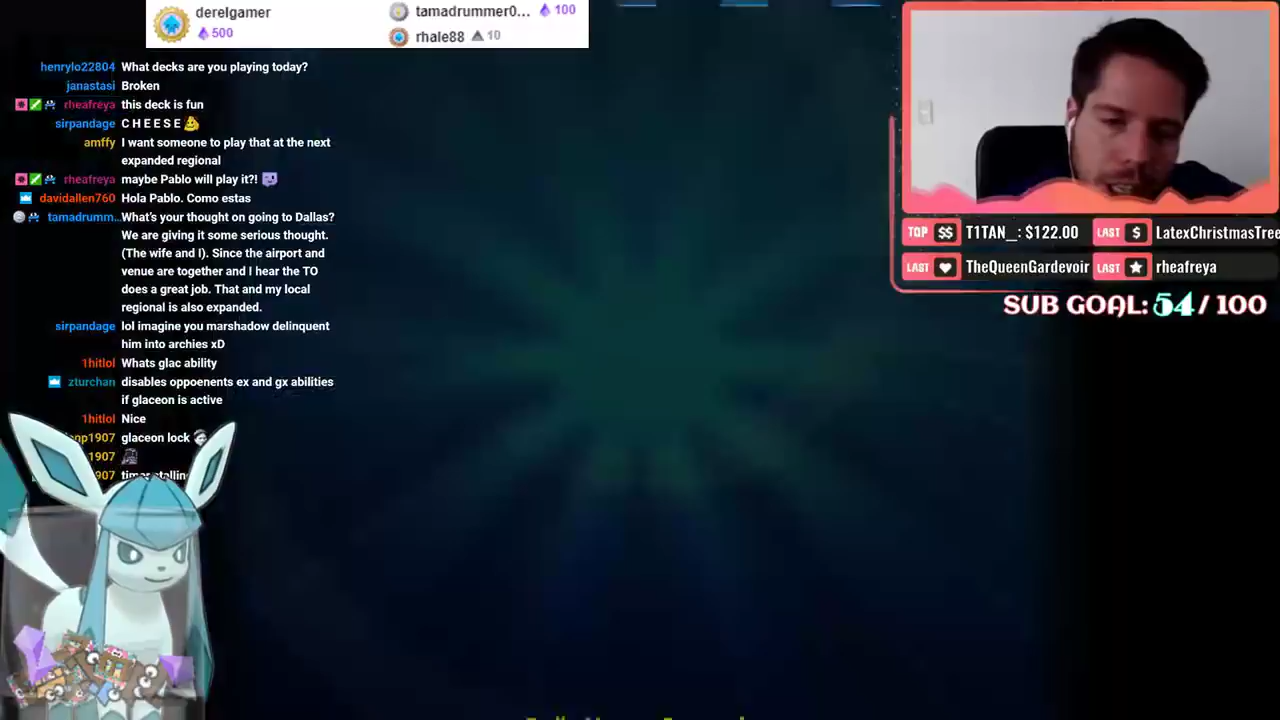 derelgamer
500
tamadrummer0... 100
rhale88 10
henrylo22804 What decks are you playing today?
janastasi Broken
rheafreya this deck is fun
sirpandage C H E E S E
amffy I want someone to play that at the next
expanded regional
rheafreya maybe Pablo will play it?!
davidallen760 Hola Pablo. Como estas
tamadrumm... What's your thought on going to Dallas?
We are giving it some serious thought.
(The wife and I). Since the airport and
venue are together and I hear the TO
does a great job. That and my local
regional is also expanded.
sirpandage lol imagine you marshadow delinquent
him into archies xD
1hitlol Whats glac ability
zturchan disables oppoenents ex and gx abilities
if glaceon is active
1hitlol Nice
1907 glaceon lock
1907
907
TOP $$ T1TAN_: $122.00 LAST $ LatexChristmasTree
LAST TheQueenGardevoir LAST rheafreya
SUB GOAL: 54 / 100